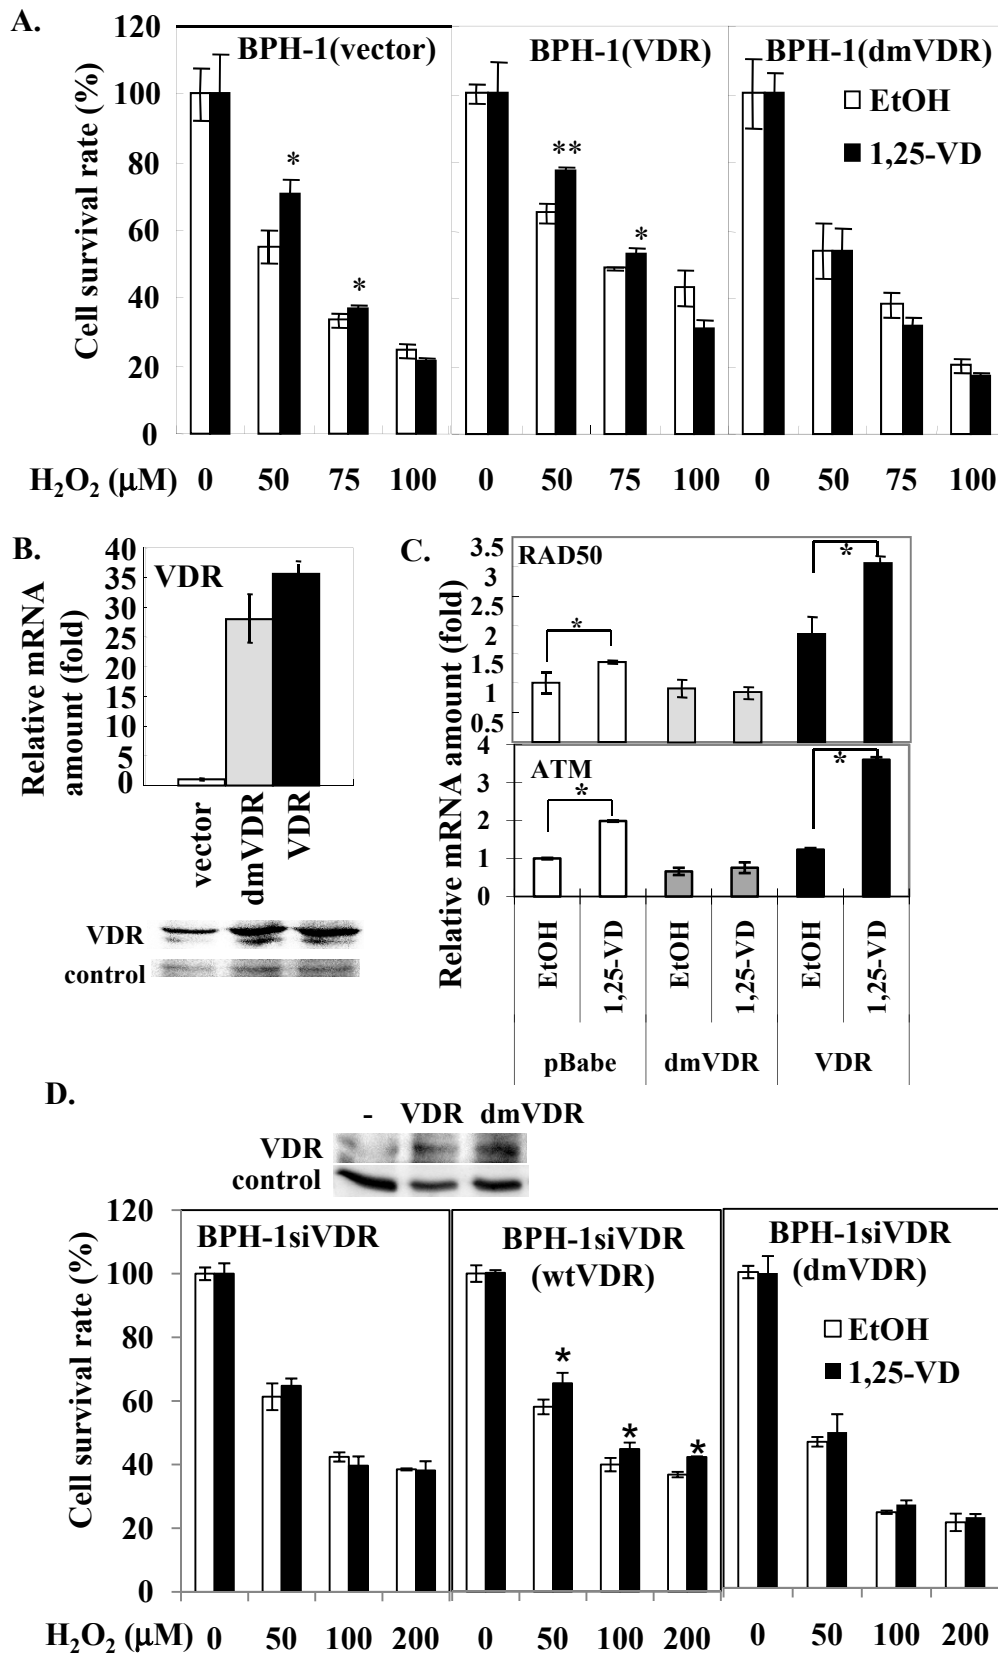 A.
120
100
80
60
40
20
0
Cell survival rate (%)
BPH-1(vector)
BPH-1(VDR)
BPH-1(dmVDR)
EtOH
1,25-VD
*
*
**
*
H2O2 (μM) 0 50 75 100 0 50 75 100 0 50 75 100
B.
40
35
30
25
20
15
10
5
0
Relative mRNA
amount (fold)
VDR
vector
dmVDR
VDR
VDR
control
C.
Relative mRNA amount (fold)
3.5
3
2.5
2
1.5
1
0.5
RAD50
*
*
4
3
2
1
0
ATM
*
*
EtOH
1,25-VD
EtOH
1,25-VD
EtOH
1,25-VD
pBabe
dmVDR
VDR
D.
- VDR dmVDR
VDR
control
120
100
80
60
40
20
0
Cell survival rate (%)
BPH-1siVDR
BPH-1siVDR
(wtVDR)
BPH-1siVDR
(dmVDR)
EtOH
1,25-VD
*
*
*
H2O2 (μM) 0 50 100 200 0 50 100 200 0 50 100 200